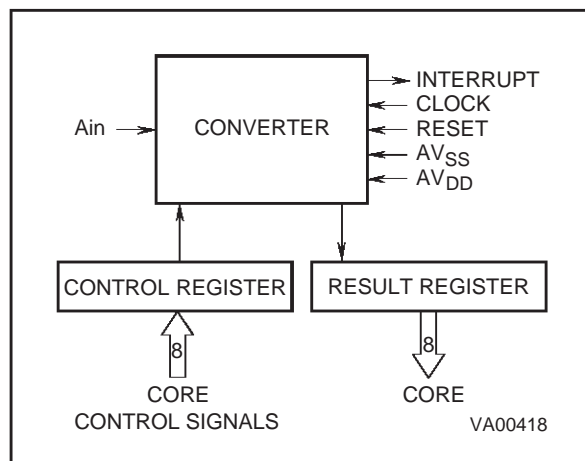 INTERRUPT
CLOCK
Ain
CONVERTER
RESET
AVSS
AVDD
CONTROL REGISTER
RESULT REGISTER
8
8
CORE
CONTROL SIGNALS
CORE
VA00418